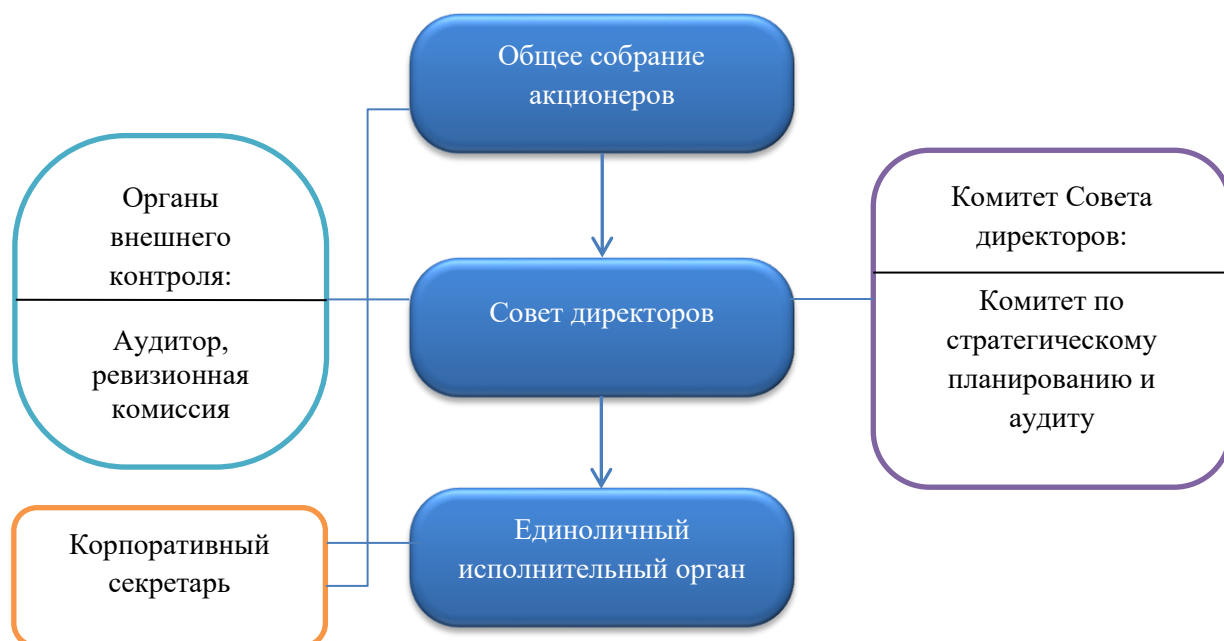 Общее собрание
акционеров
Органы
внешнего
контроля:
Аудитор,
ревизионная
комиссия
Совет директоров
Комитет Совета
директоров:
Комитет по
стратегическому
планированию и
аудиту
Корпоративный
секретарь
Единоличный
исполнительный орган